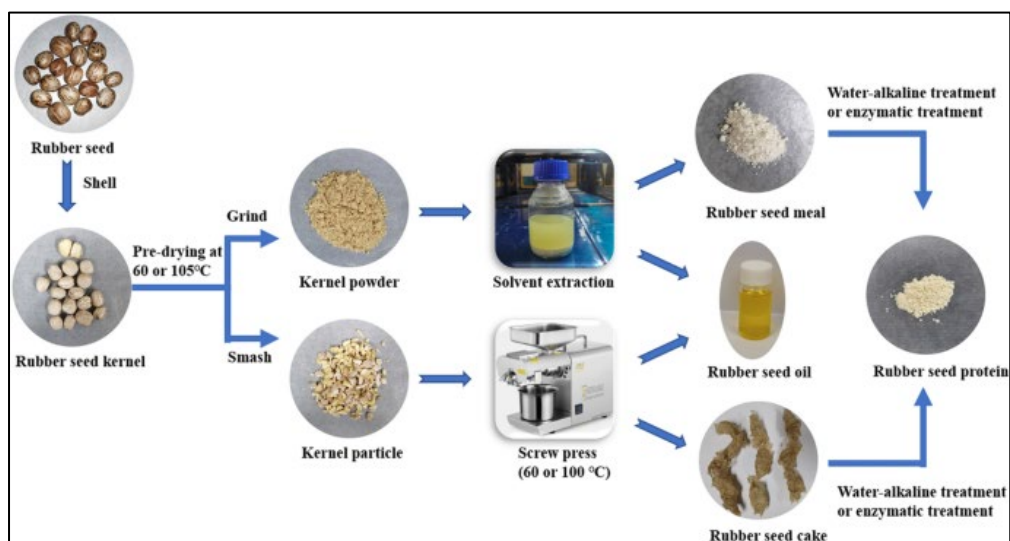 Rubber seed
Shell
Rubber seed kernel
Pre-drying at
60 or 105℃
Grind
Smash
Kernel powder
Kernel particle
Solvent extraction
Screw press
(60 or 100 ℃)
Rubber seed meal
Rubber seed oil
Rubber seed cake
Water-alkaline treatment
or enzymatic treatment
Rubber seed protein
Water-alkaline treatment
or enzymatic treatment